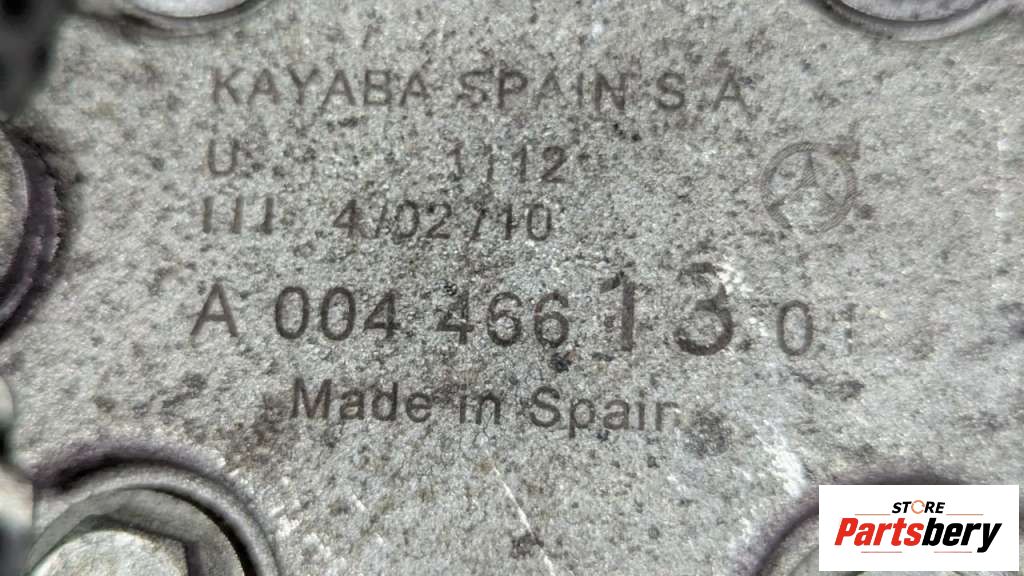 KAYABA SPAIN S.A.
U 1112
III 4/02/10
A 004 466 13 01
Made in Spain
STORE
Partsbery